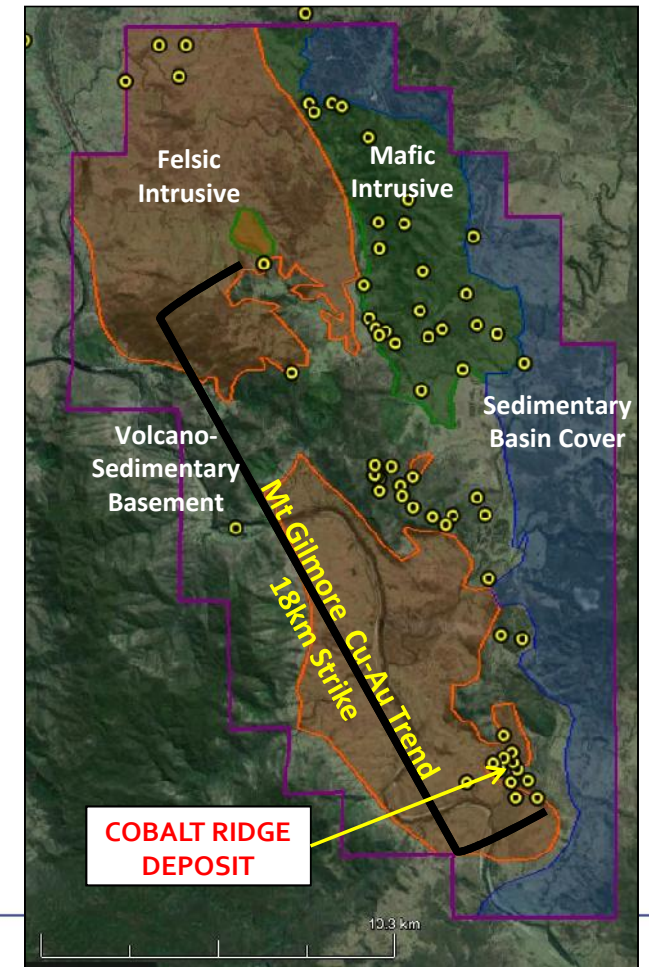 Felsic
Intrusive
Mafic
Intrusive
Volcano-
Sedimentary
Basement
Sedimentary
Basin Cover
Mt Gilmore Cu-Au Trend
18km Strike
COBALT RIDGE
DEPOSIT
10.3 km